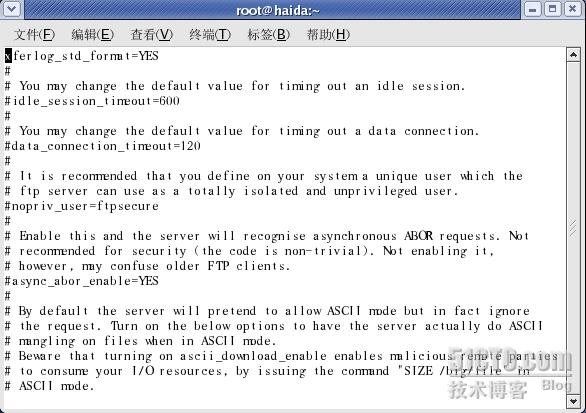 root@haida:~
文件(F) 编辑(E) 查看(V) 终端(T) 标签(B) 帮助(H)
xferlog_std_format=YES
#
# You may change the default value for timing out an idle session.
#idle_session_timeout=600
#
# You may change the default value for timing out a data connection.
#data_connection_timeout=120
#
# It is recommended that you define on your system a unique user which the
# ftp server can use as a totally isolated and unprivileged user.
#nopriv_user=ftpsecure
#
# Enable this and the server will recognise asynchronous ABOR requests. Not
# recommended for security (the code is non-trivial). Not enabling it,
# however, may confuse older FTP clients.
#async_abor_enable=YES
#
# By default the server will pretend to allow ASCII mode but in fact ignore
# the request. Turn on the below options to have the server actually do ASCII
# mangling on files when in ASCII mode.
# Beware that turning on ascii_download_enable enables malicious remote parties
# to consume your I/O resources, by issuing the command "SIZE /big/file" in
# ASCII mode.
51CTO.com
技术博客 Blog